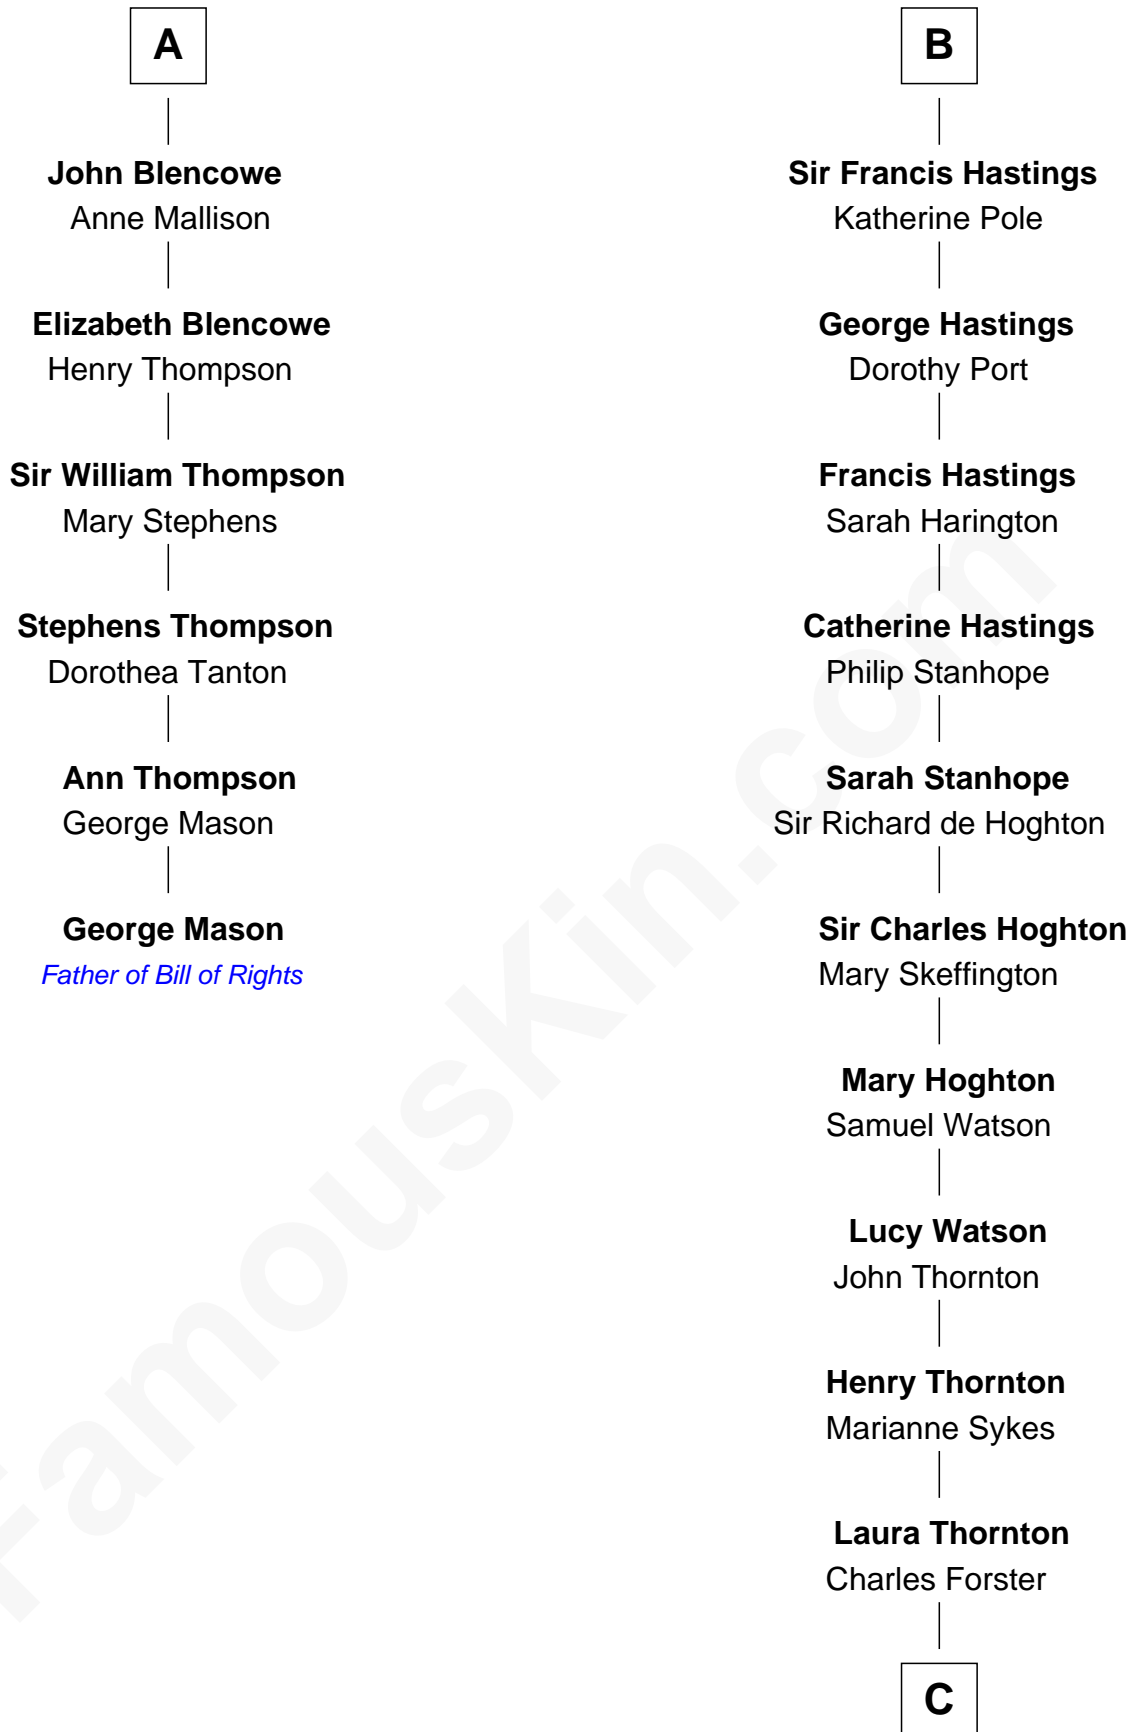 A
John Blencowe
Anne Mallison
Elizabeth Blencowe
Henry Thompson
Sir William Thompson
Mary Stephens
Stephens Thompson
Dorothea Tanton
Ann Thompson
George Mason
George Mason
Father of Bill of Rights
B
Sir Francis Hastings
Katherine Pole
George Hastings
Dorothy Port
Francis Hastings
Sarah Harington
Catherine Hastings
Philip Stanhope
Sarah Stanhope
Sir Richard de Hoghton
Sir Charles Hoghton
Mary Skeffington
Mary Hoghton
Samuel Watson
Lucy Watson
John Thornton
Henry Thornton
Marianne Sykes
Laura Thornton
Charles Forster
C
FamousKin.com